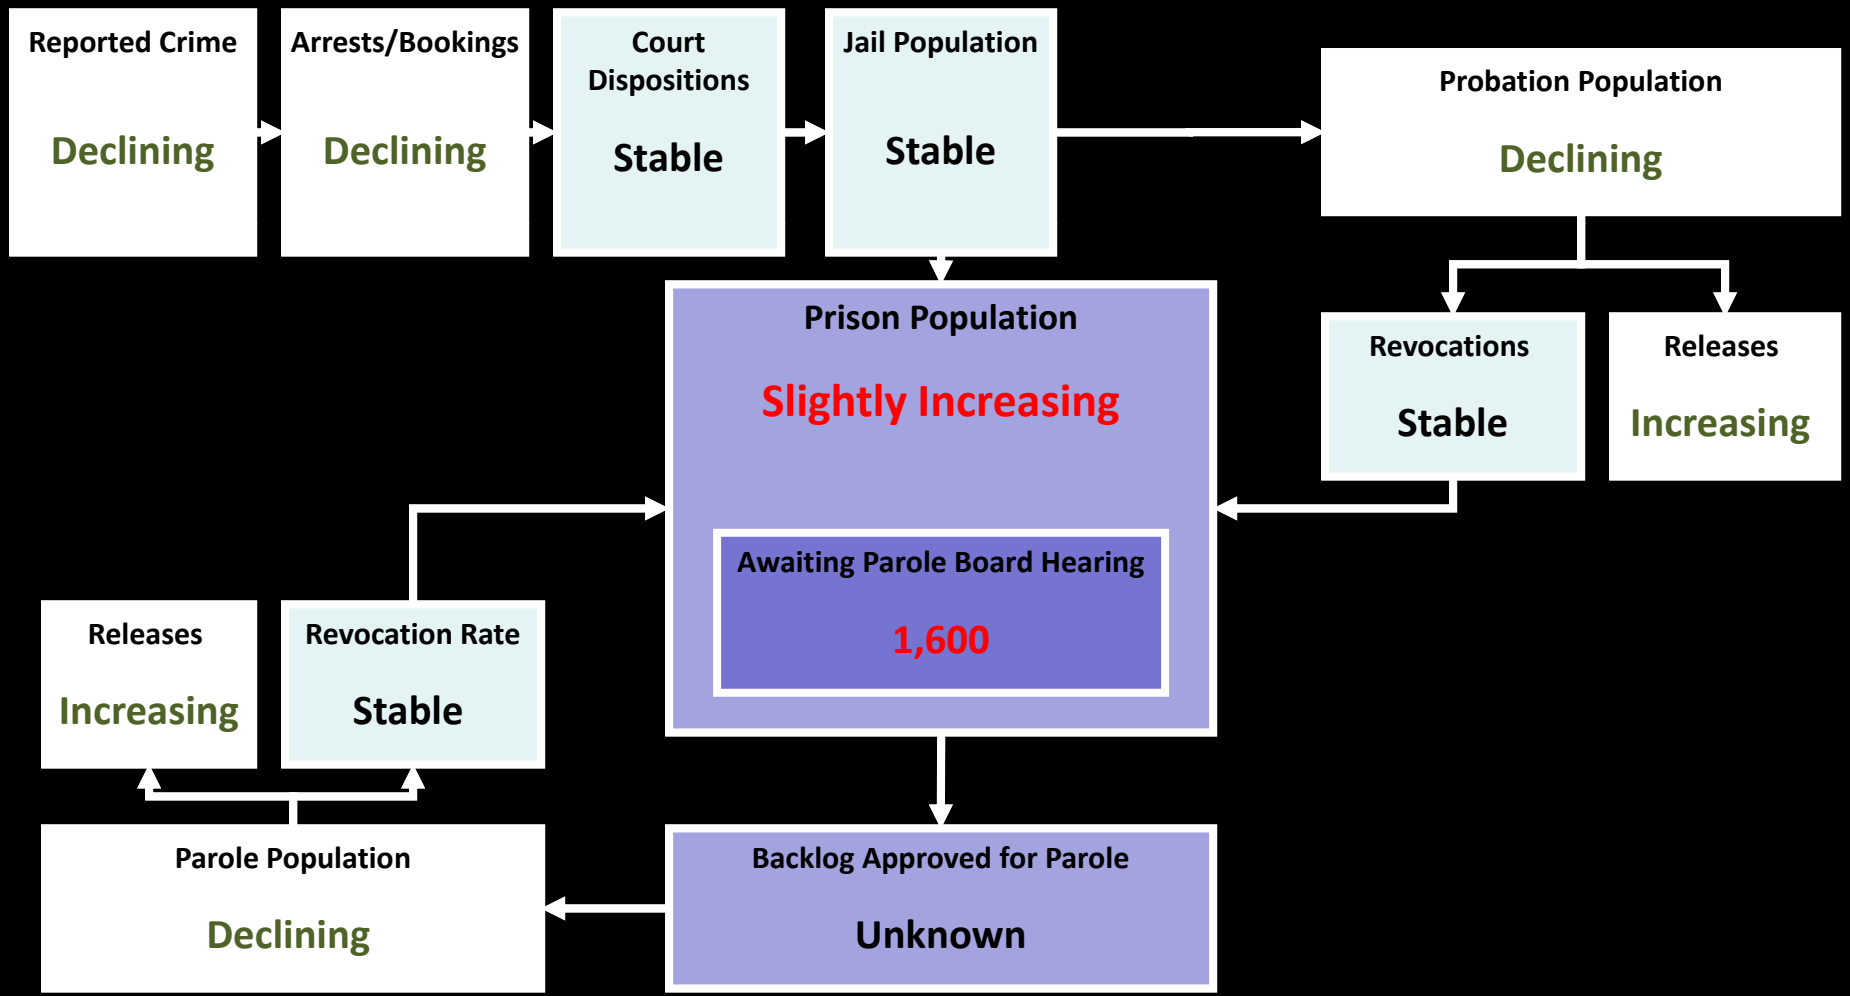 Reported Crime
Declining
Arrests/Bookings
Declining
Court
Dispositions
Stable
Jail Population
Stable
Probation Population
Declining
Prison Population
Slightly Increasing
Revocations
Stable
Releases
Increasing
Awaiting Parole Board Hearing
1,600
Releases
Increasing
Revocation Rate
Stable
Parole Population
Declining
Backlog Approved for Parole
Unknown